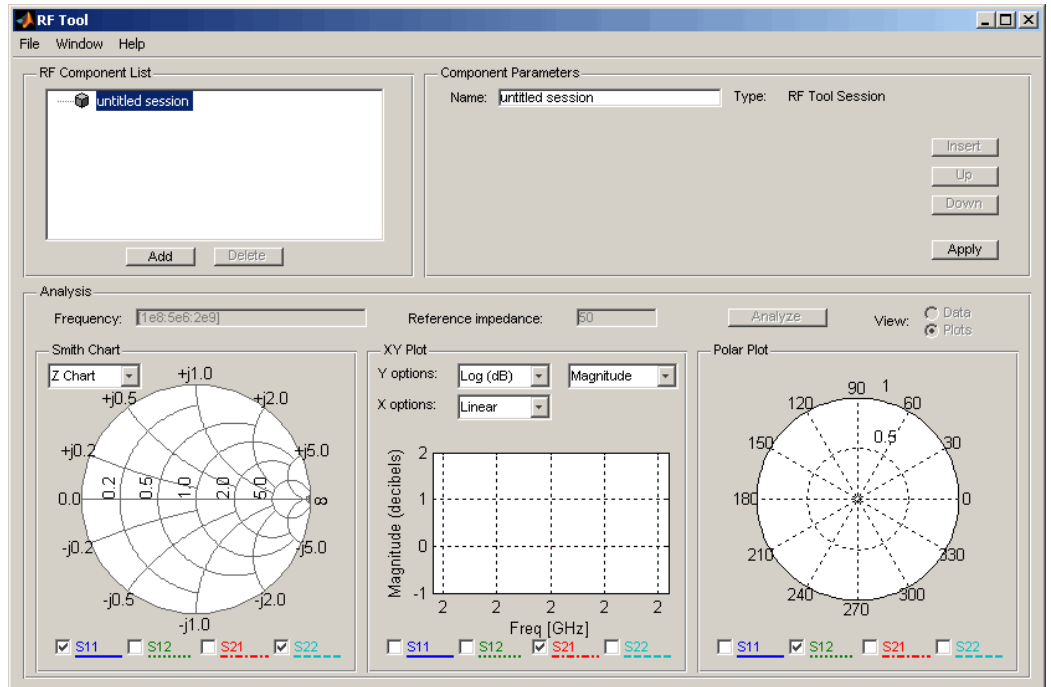 RF Tool
File Window Help
RF Component List
untitled session
Add Delete
Component Parameters
Name: untitled session Type: RF Tool Session
Insert
Up
Down
Apply
Analysis
Frequency: [1e8:5e6:2e9] Reference impedance: 50 Analyze View: Data
Plots
Smith Chart
Z Chart
+j1.0
+j0.5 +j2.0
+j0.2 +j5.0
0.0 0.2 0.5 1.0 2.0 5.0 ∞
-j0.2 -j5.0
-j0.5 -j2.0
-j1.0
S11 S12 S21 S22
XY Plot
Y options: Log (dB) Magnitude
X options: Linear
Magnitude (decibels)
2
1
0
-1
2 2 2 2 2
Freq [GHz]
S11 S12 S21 S22
Polar Plot
90 1
120 60
150 0.5 30
180 0
210 330
240 300
270
S11 S12 S21 S22